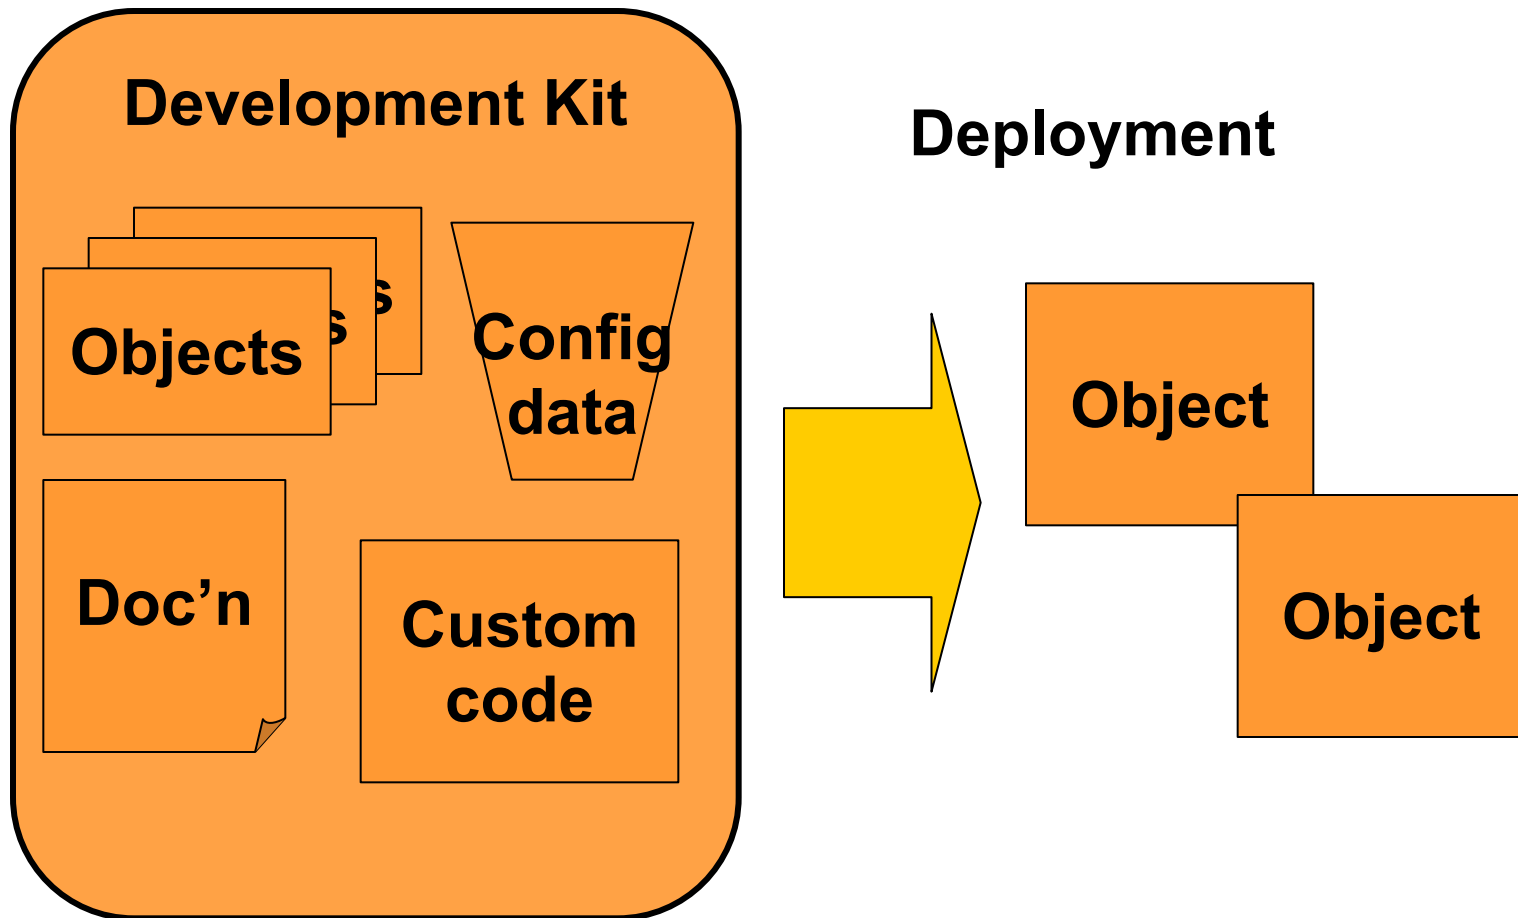 Development Kit
Deployment
s
s
Objects
Config
data
Object
Doc’n
Custom
code
Object